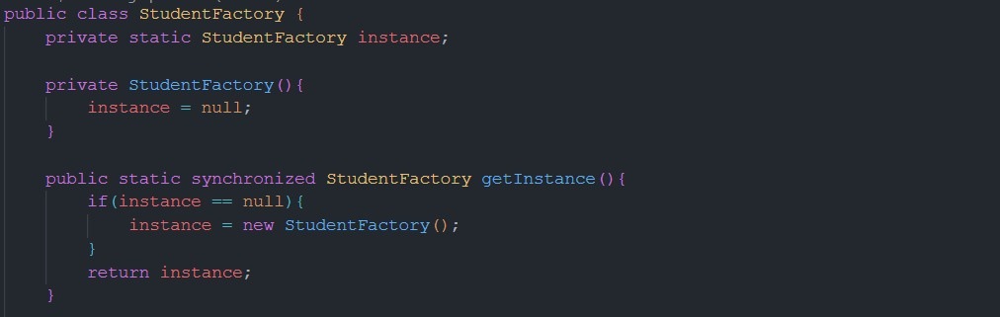 public class StudentFactory {
    private static StudentFactory instance;

    private StudentFactory(){
        instance = null;
    }

    public static synchronized StudentFactory getInstance(){
        if(instance == null){
            instance = new StudentFactory();
        }
        return instance;
    }